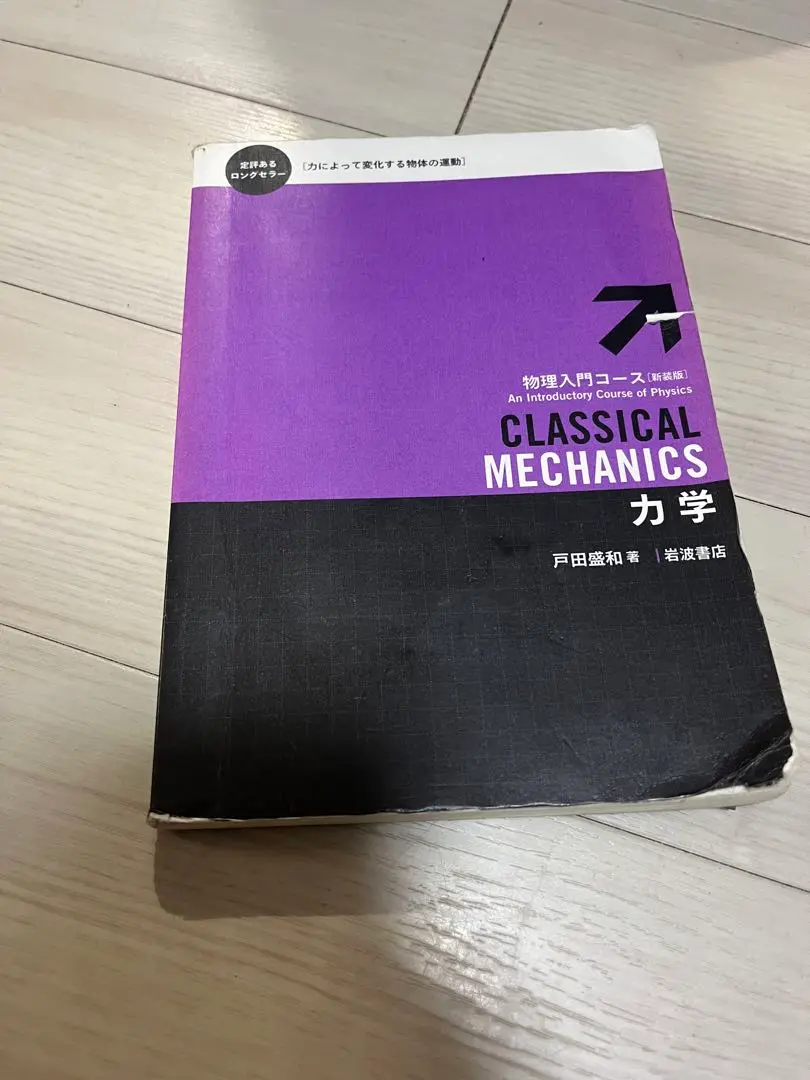 定評ある
ロングセラー
[力によって変化する物体の運動]
物理入門コース[新装版]
An Introductory Course of Physics
CLASSICAL
MECHANICS
力学
戸田盛和 著 | 岩波書店